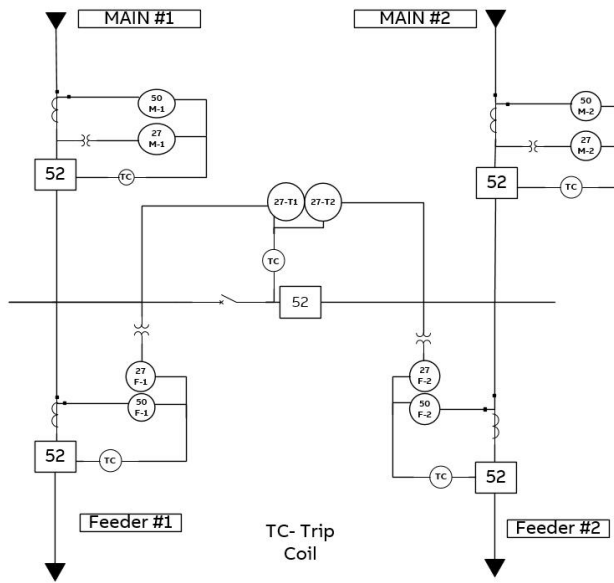 MAIN #1
MAIN #2
50
M-1
50
M-2
27
M-1
27
M-2
52
TC
52
TC
27-T1
27-T2
TC
52
27
F-1
27
F-2
50
F-1
50
F-2
52
TC
TC
52
Feeder #1
TC- Trip
Coil
Feeder #2